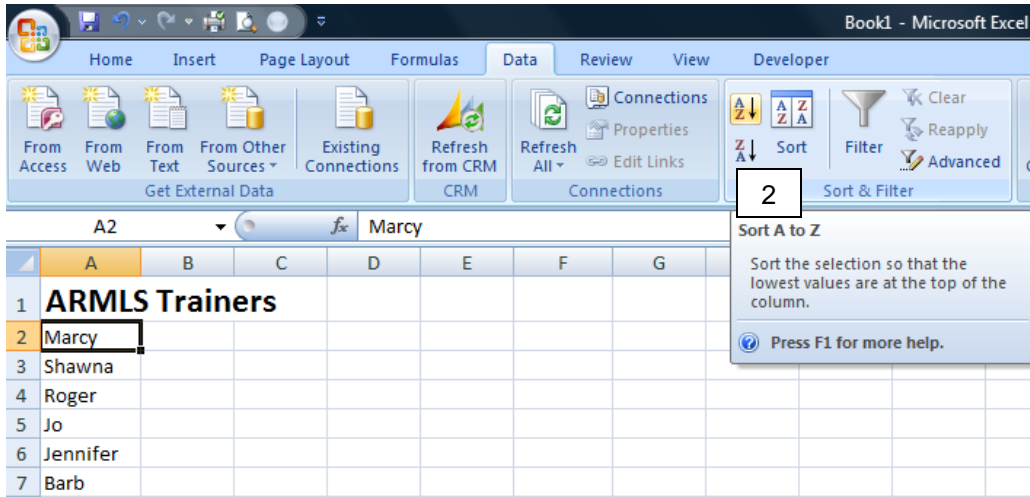 Book1 - Microsoft Excel
Home Insert Page Layout Formulas Data Review View Developer
From Access
From Web
From Text
From Other Sources
Existing Connections
Get External Data
Refresh from CRM
CRM
Refresh All
Connections
Properties
Edit Links
Connections
A Z
Z A
A Z Z A
Sort
Filter
Clear
Reapply
Advanced
Sort & Filter
2
A2 fx Marcy
Sort A to Z
Sort the selection so that the
lowest values are at the top of the
column.
Press F1 for more help.
A B C D E F G
1 ARMLS Trainers
2 Marcy
3 Shawna
4 Roger
5 Jo
6 Jennifer
7 Barb